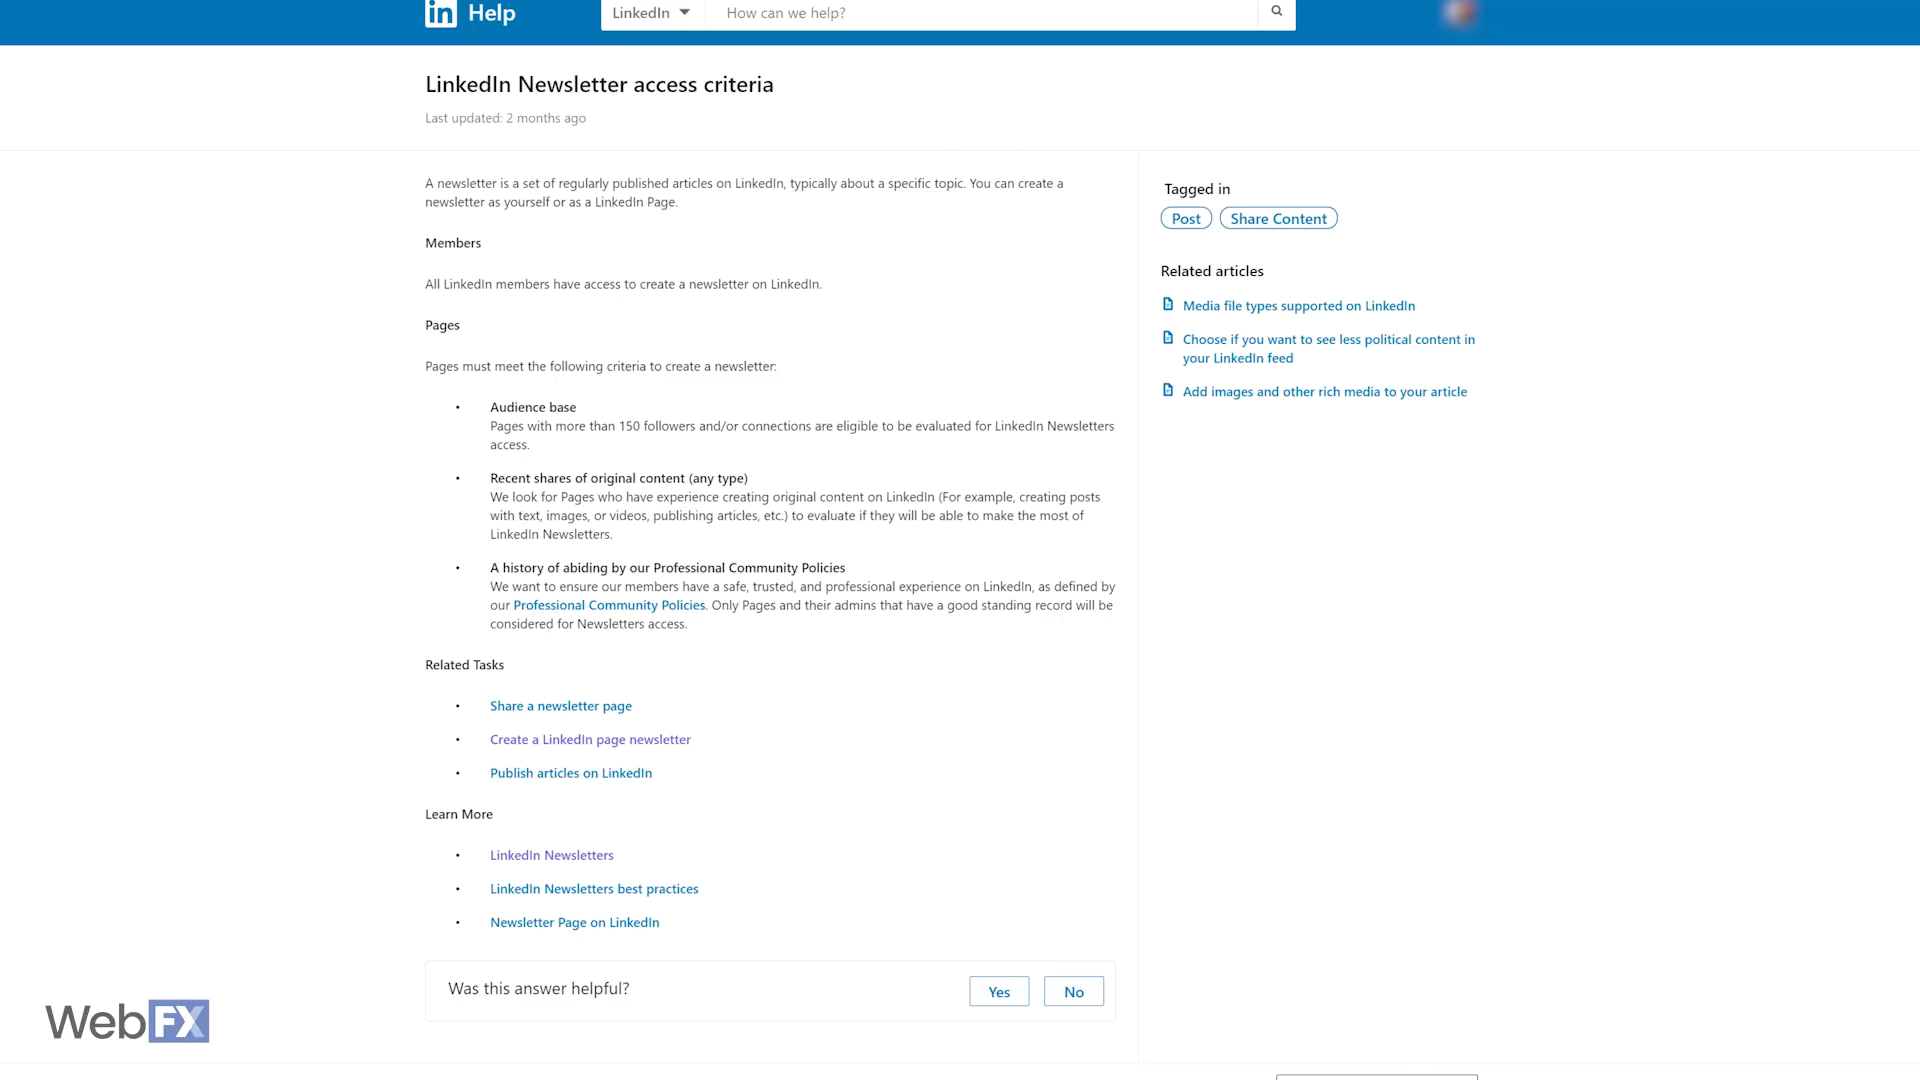 in Help
LinkedIn
How can we help?
LinkedIn Newsletter access criteria
Last updated: 2 months ago
A newsletter is a set of regularly published articles on LinkedIn, typically about a specific topic. You can create a
newsletter as yourself or as a LinkedIn Page.
Members
All LinkedIn members have access to create a newsletter on LinkedIn.
Pages
Pages must meet the following criteria to create a newsletter:
• Audience base
Pages with more than 150 followers and/or connections are eligible to be evaluated for LinkedIn Newsletters
access.
• Recent shares of original content (any type)
We look for Pages who have experience creating original content on LinkedIn (For example, creating posts
with text, images, or videos, publishing articles, etc.) to evaluate if they will be able to make the most of
LinkedIn Newsletters.
• A history of abiding by our Professional Community Policies
We want to ensure our members have a safe, trusted, and professional experience on LinkedIn, as defined by
our Professional Community Policies. Only Pages and their admins that have a good standing record will be
considered for Newsletters access.
Related Tasks
• Share a newsletter page
• Create a LinkedIn page newsletter
• Publish articles on LinkedIn
Learn More
• LinkedIn Newsletters
• LinkedIn Newsletters best practices
• Newsletter Page on LinkedIn
Was this answer helpful?
Yes
No
Tagged in
Post
Share Content
Related articles
Media file types supported on LinkedIn
Choose if you want to see less political content in
your LinkedIn feed
Add images and other rich media to your article
WebFX